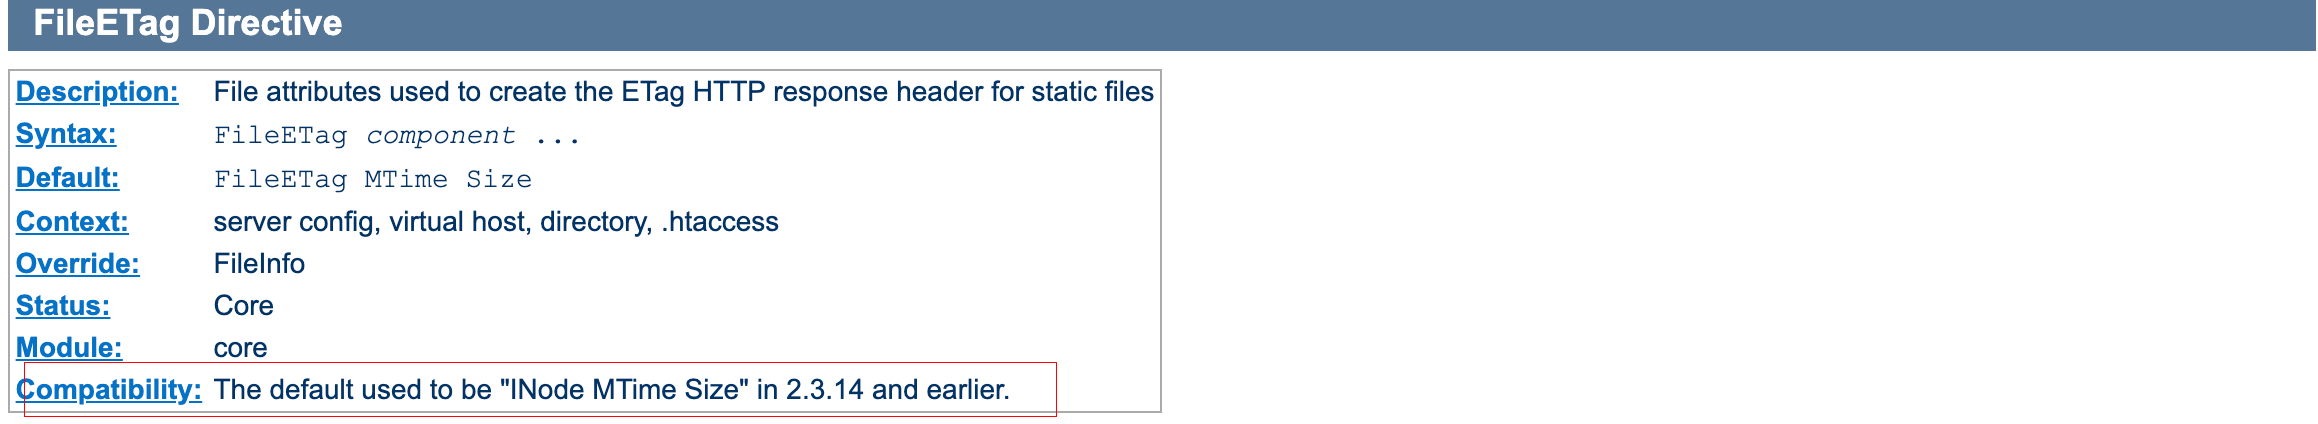 FileETag Directive
Description: File attributes used to create the ETag HTTP response header for static files
Syntax: FileETag component ...
Default: FileETag MTime Size
Context: server config, virtual host, directory, .htaccess
Override: FileInfo
Status: Core
Module: core
Compatibility: The default used to be "INode MTime Size" in 2.3.14 and earlier.